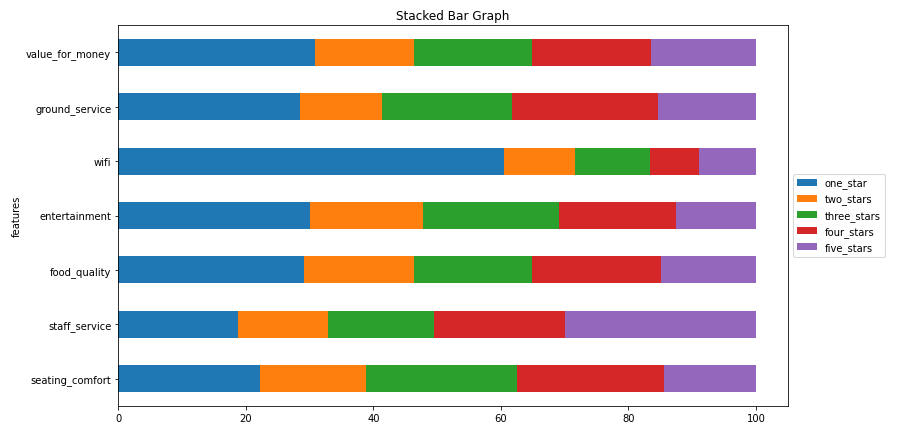 Stacked Bar Graph
value_for_money
ground_service
wifi
entertainment
food_quality
staff_service
seating_comfort
features
0 20 40 60 80 100
one_star
two_stars
three_stars
four_stars
five_stars